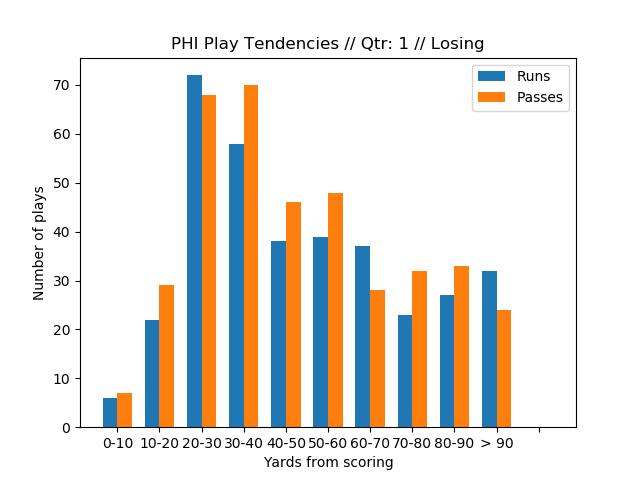 PHI Play Tendencies // Qtr: 1 // Losing
Runs
Passes
Number of plays
70
60
50
40
30
20
10
0
0-10 10-20 20-30 30-40 40-50 50-60 60-70 70-80 80-90 > 90
Yards from scoring